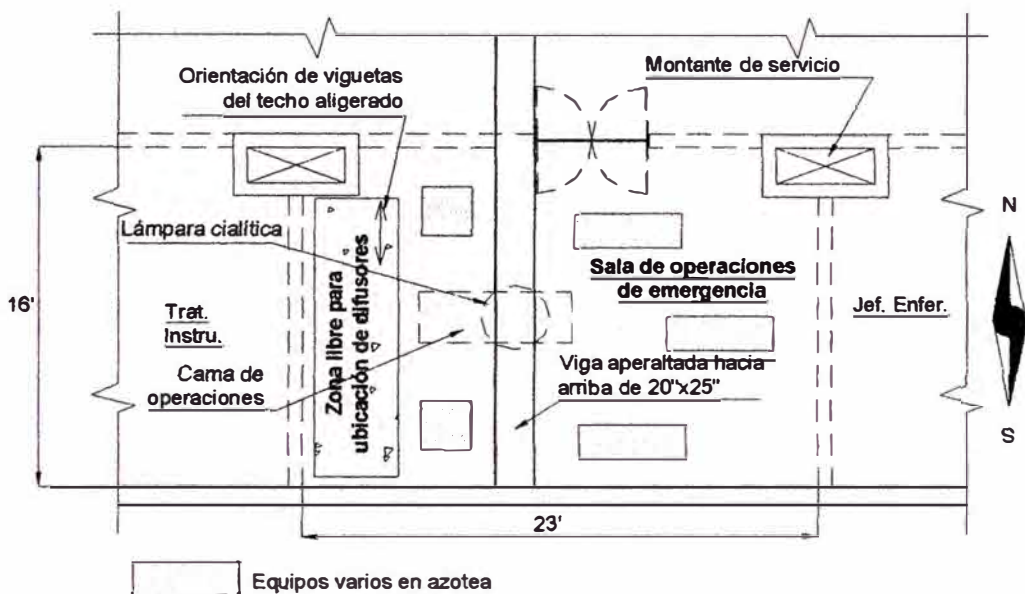 Orientación de viguetas
del techo aligerado
Montante de servicio
Lámpara cialítica
Zona libre para
ubicación de difusores
Sala de operaciones
de emergencia
N
16'
Trat.
Instru.
Jef. Enfer.
Cama de
operaciones
Viga aperaltada hacia
arriba de 20"x25"
S
23'
Equipos varios en azotea